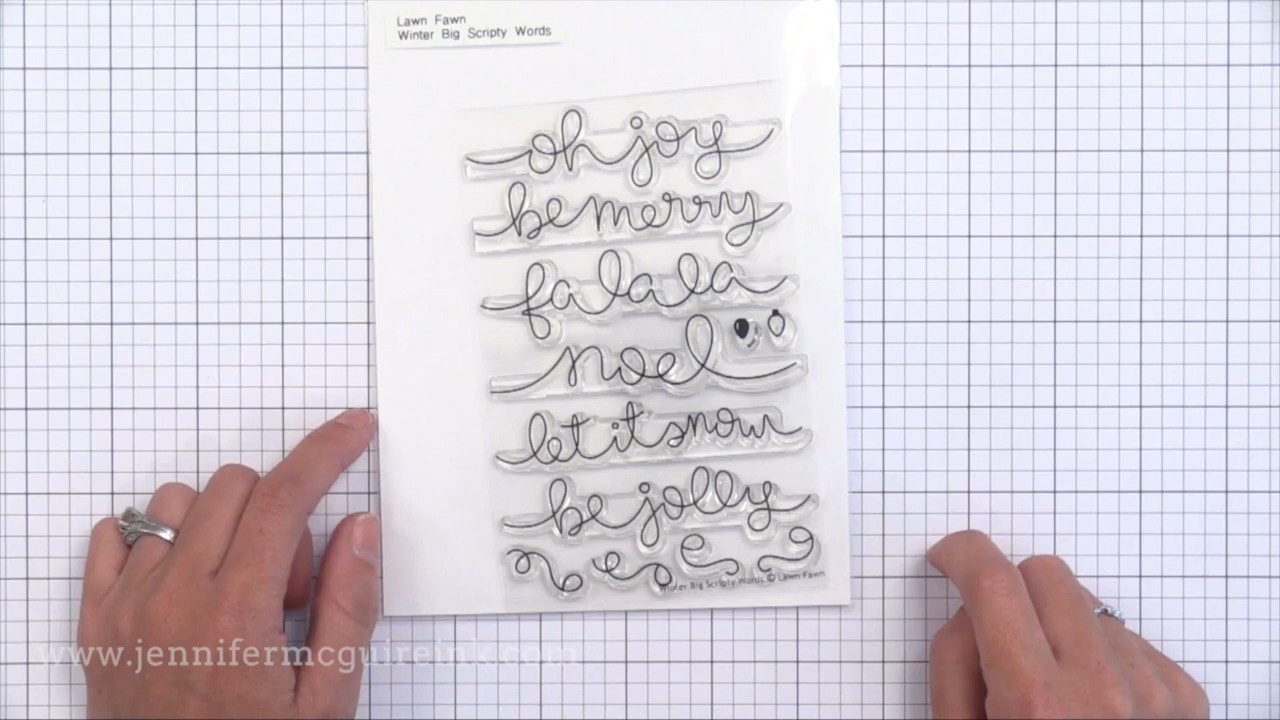 Lawn Fawn
Winter Big Scripty Words
oh joy
be merry
fa la la la
noel
let it snow
be jolly
Winter Big Scripty Words © Lawn Fawn
www.jennifermcguireink.com